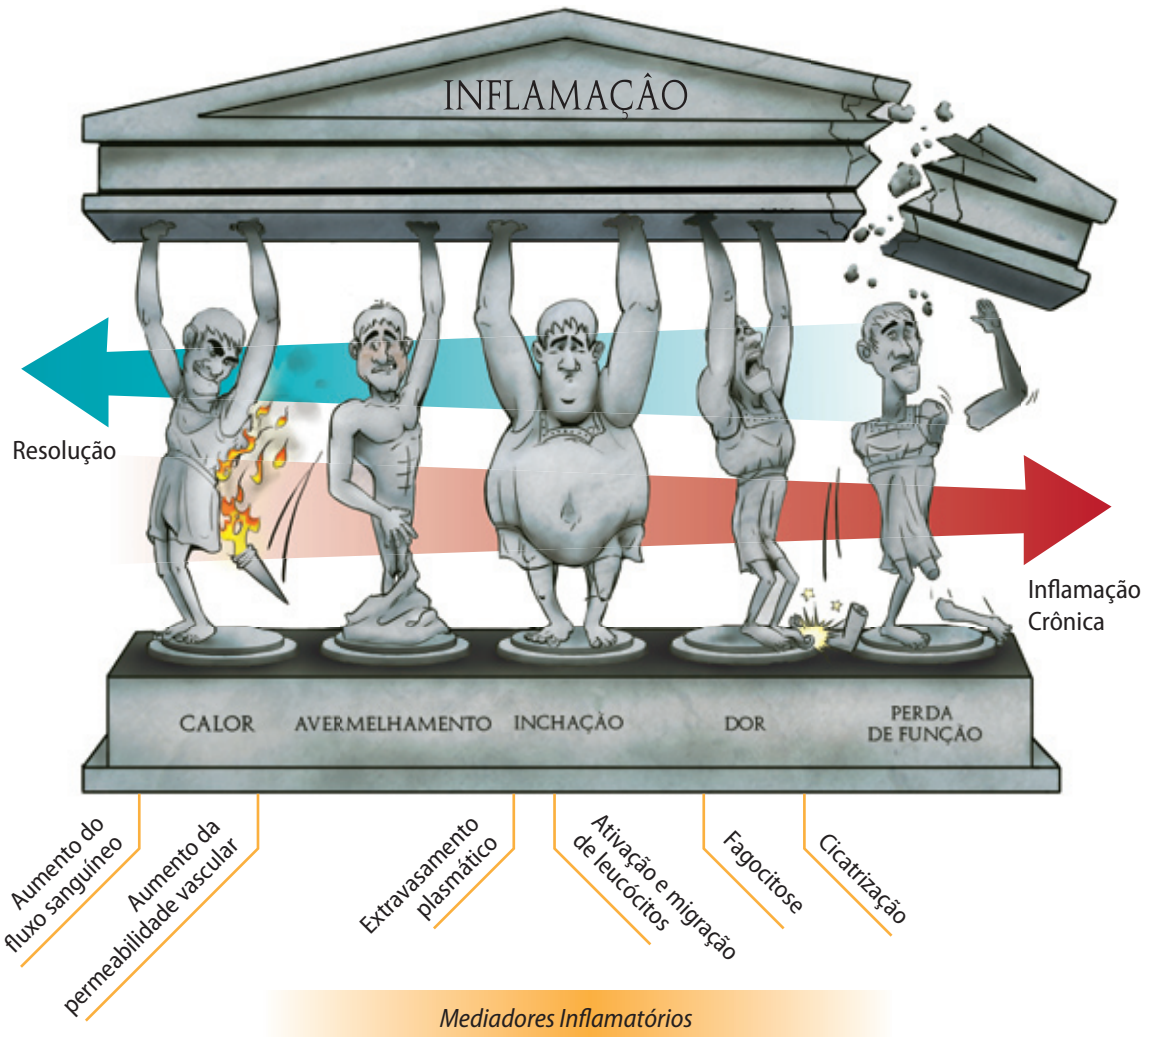 INFLAMAÇÂO
Resolução
Inflamação
Crônica
CALOR
AVERMELHAMENTO
INCHAÇÃO
DOR
PERDA
DE FUNÇÃO
Aumento do
fluxo sanguíneo
Aumento da
permeabilidade vascular
Extravasamento
plasmático
Ativação e migração
de leucócitos
Fagocitose
Cicatrização
Mediadores Inflamatórios